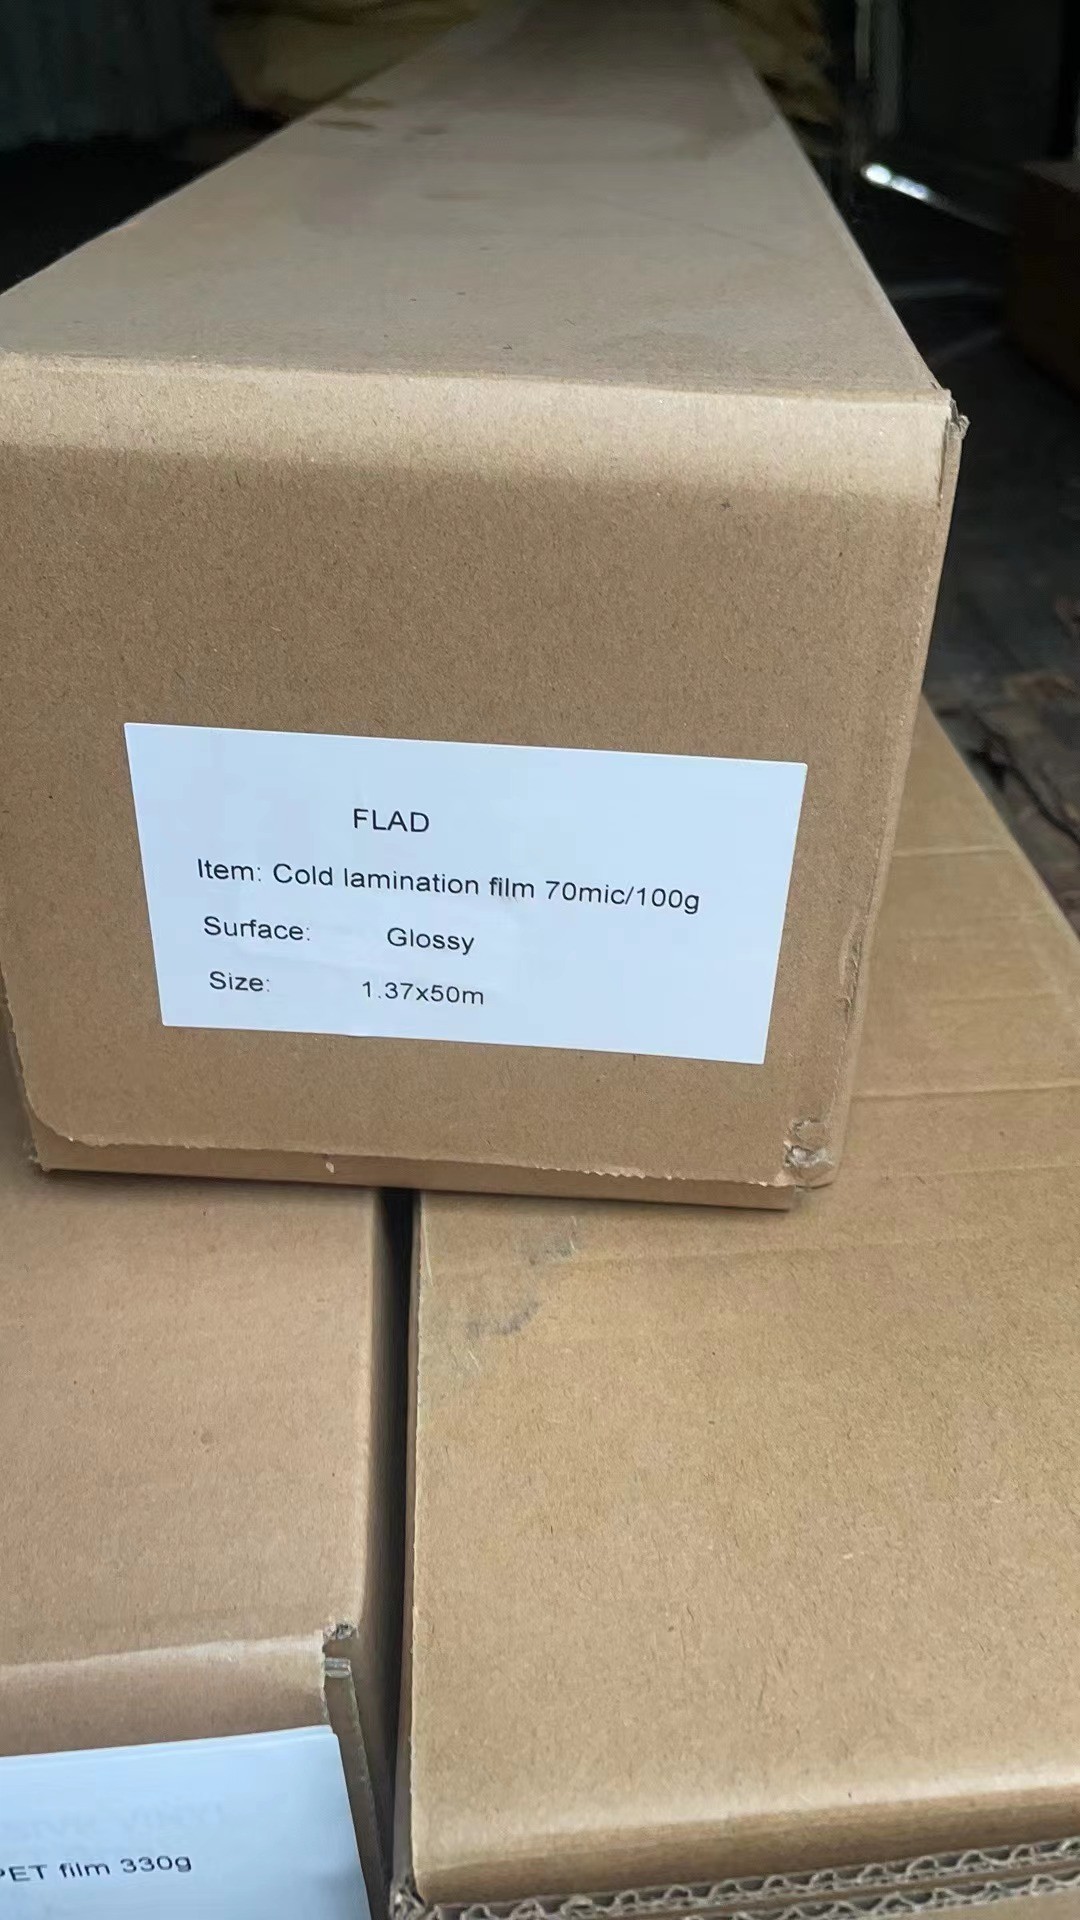 FLAD
Item: Cold lamination film 70mic/100g
Surface: Glossy
Size: 1.37x50m
PET film 330g